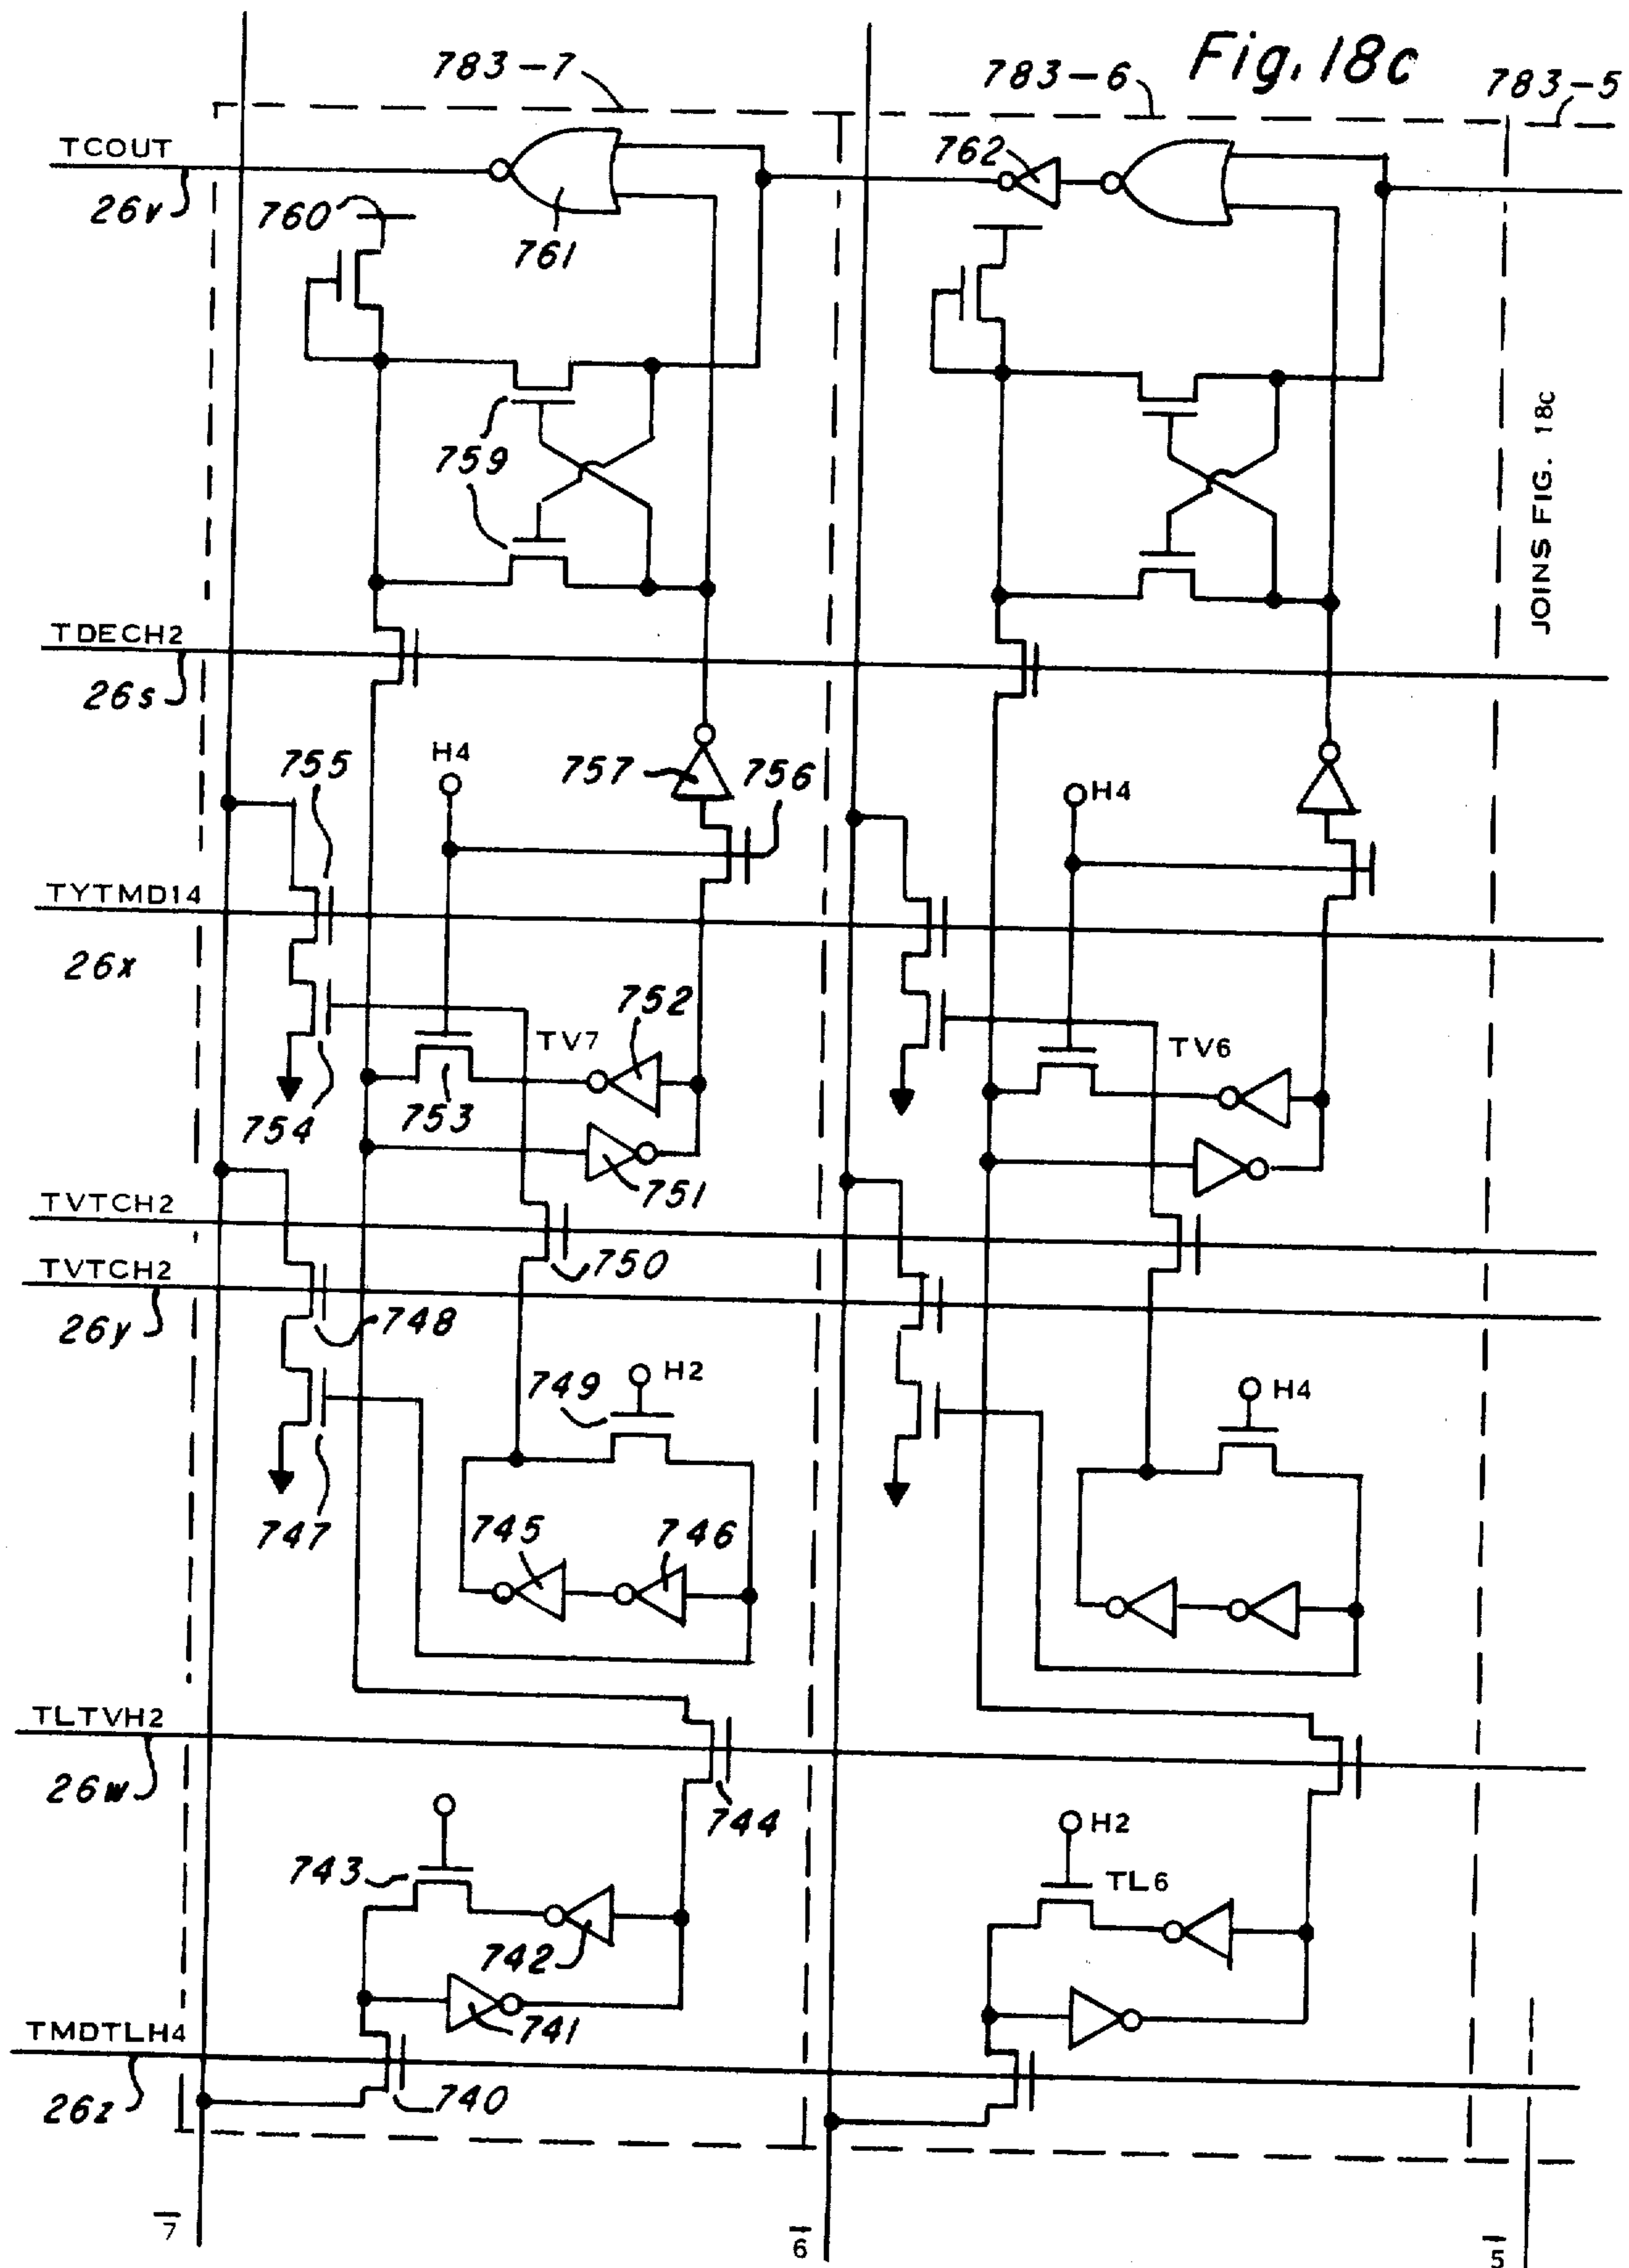 Fig. 18c
783-7
783-6
783-5
TCOUT
762
26v
760
761
759
JOINS FIG. 18c
TDECH2
26s
755
H4
757
756
H4
TYTMD14
26x
752
TV7
TV6
754
753
751
TVTCH2
750
TVTCH2
26y
748
749
H2
H4
747
745
746
TLTVH2
26w
744
743
H2
TL6
742
741
TMDTLH4
26z
740
7
6
5